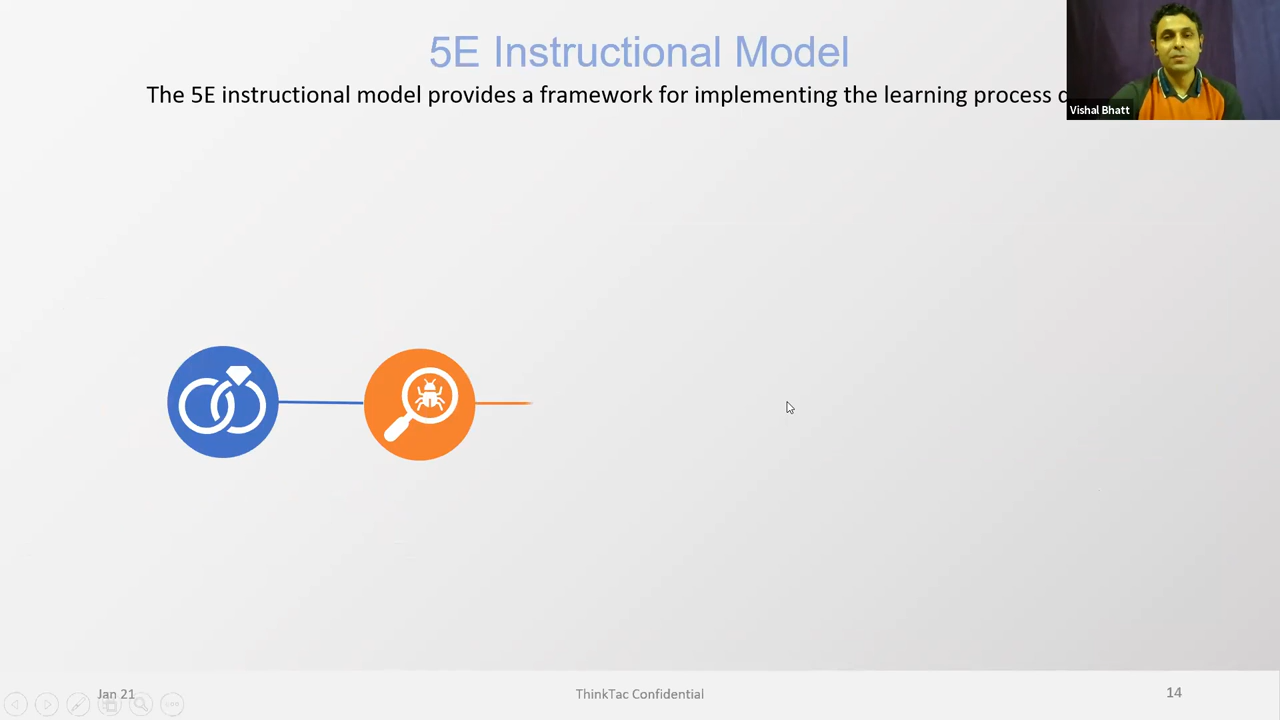 5E Instructional Model
The 5E instructional model provides a framework for implementing the learning process
Vishal Bhatt
Jan 21
ThinkTac Confidential
14